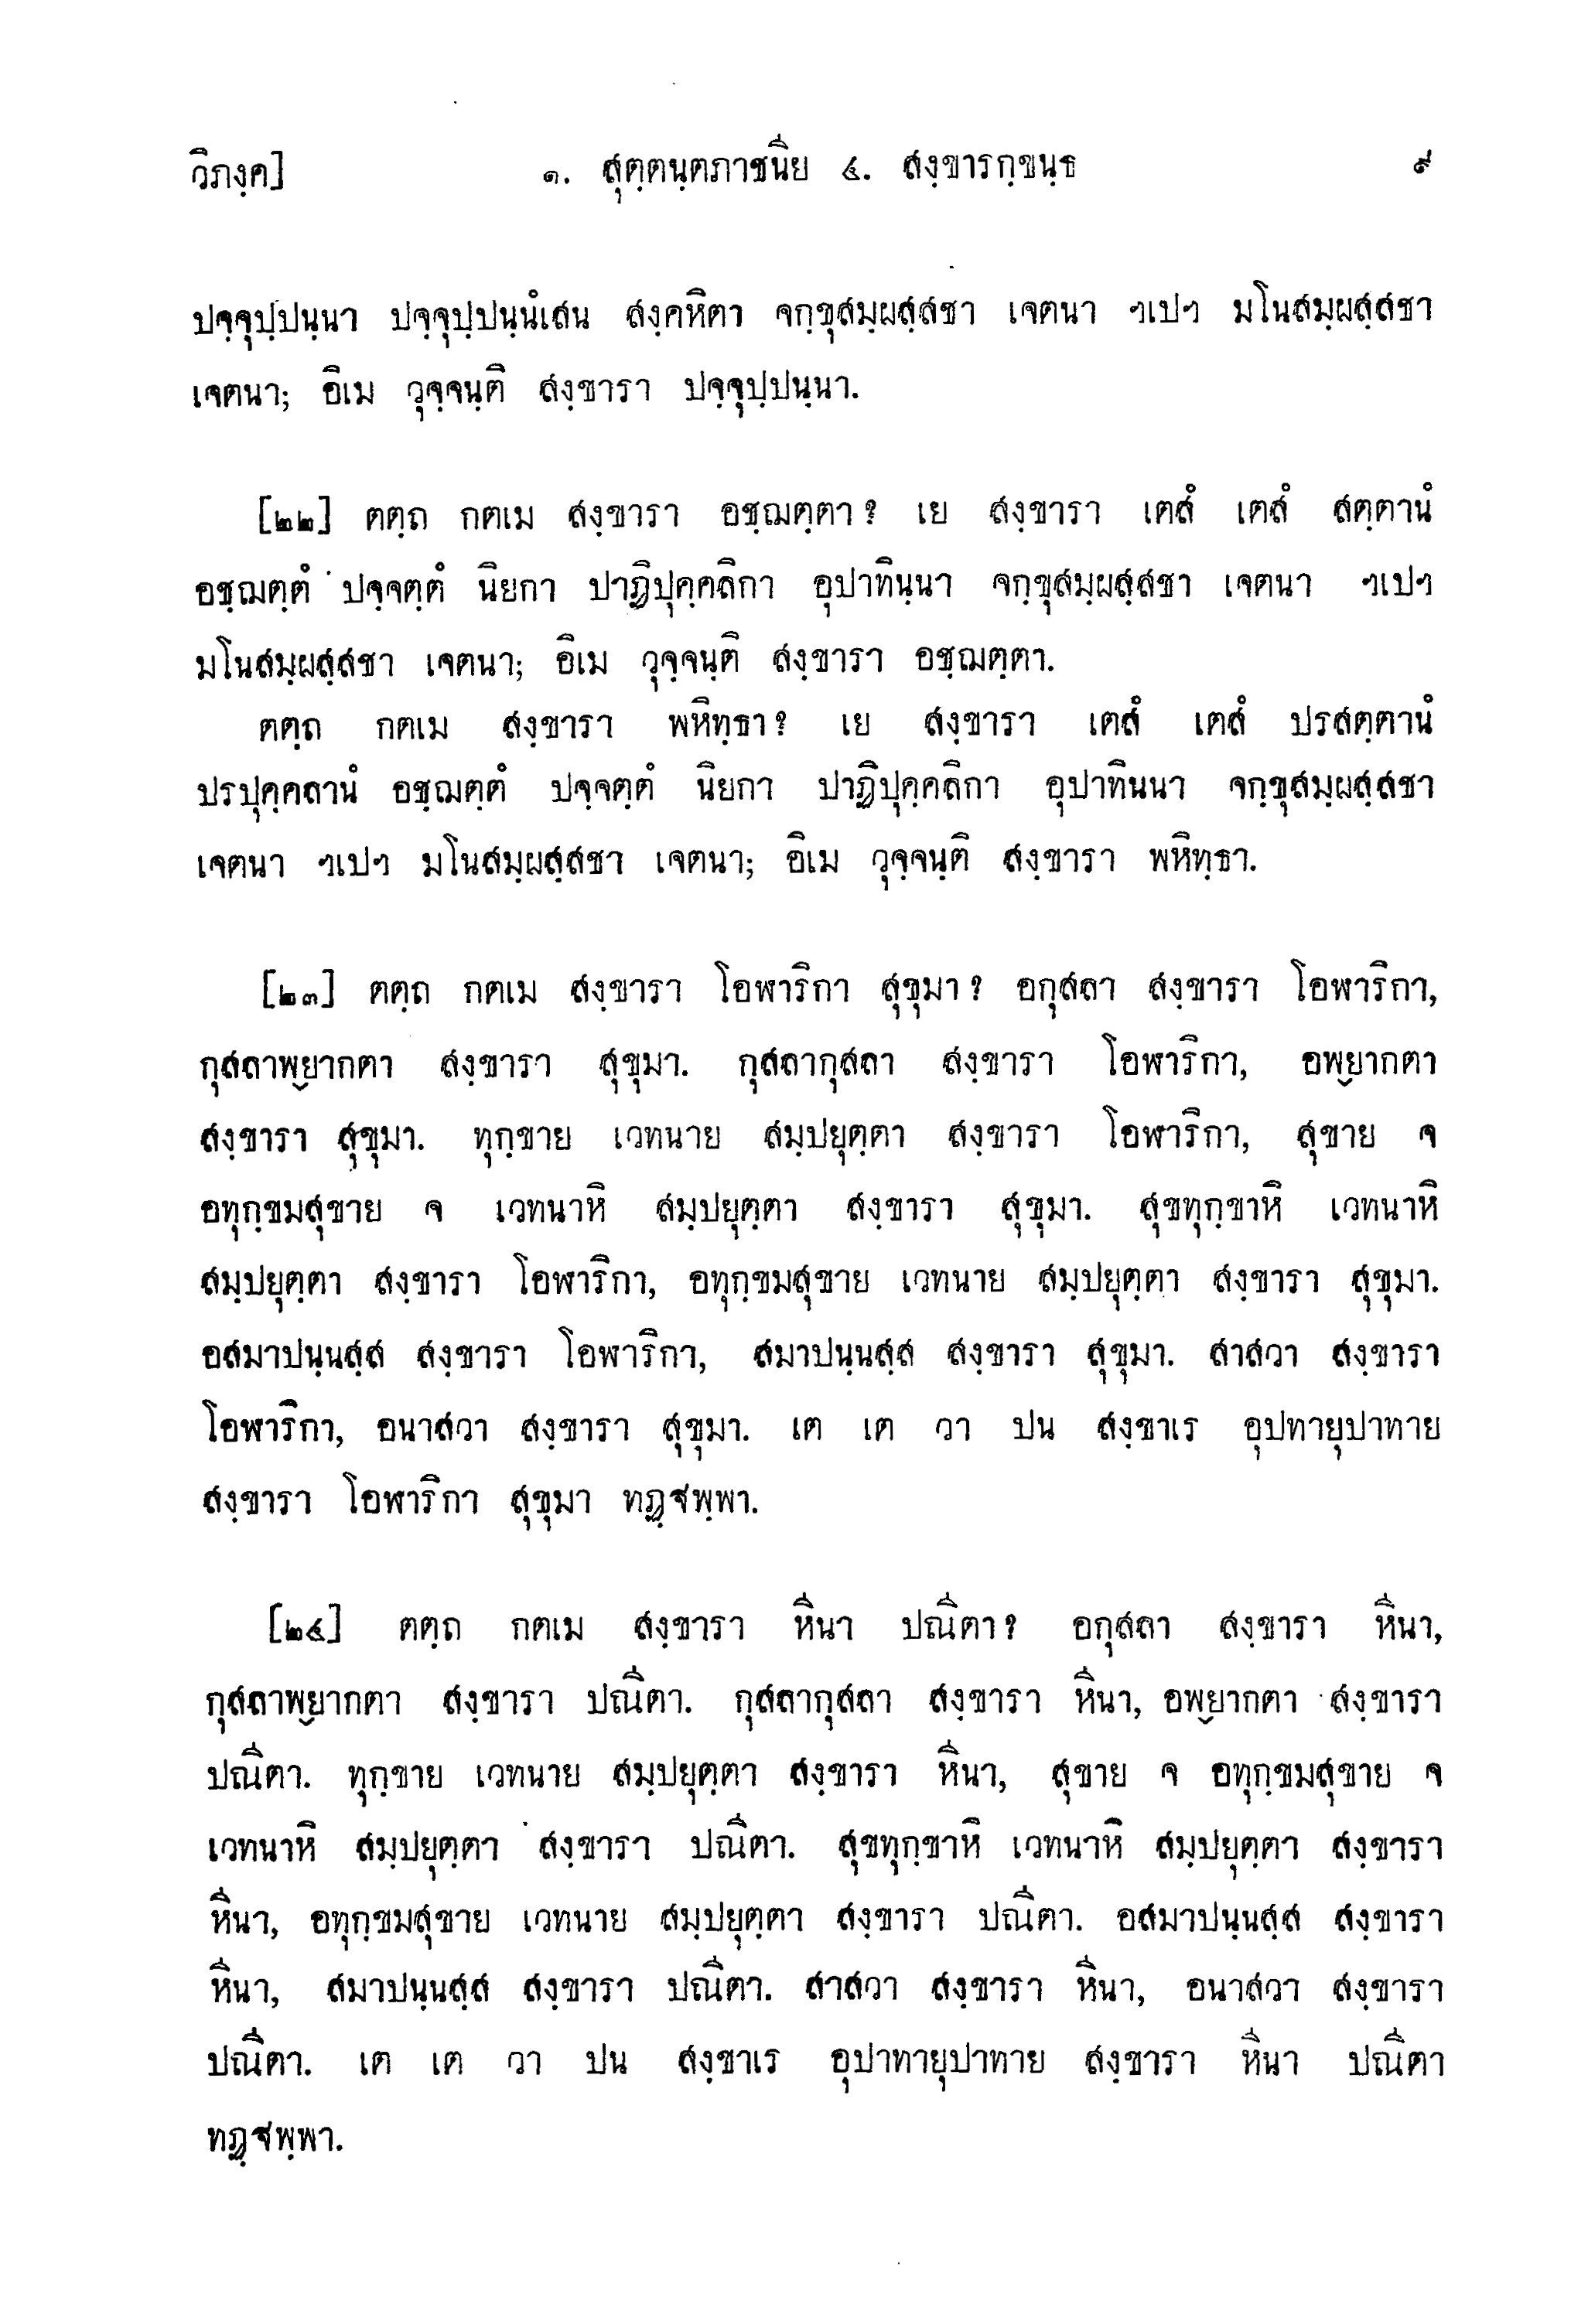 วิภงฺค]
๑. สุตฺตนฺตภาชนีย ๔. สงฺขารกฺขนฺธ
๙
ปจฺจุปฺปนฺนา ปจฺจุปฺปนฺนํเสน สงฺคหิตา จกฺขุสมฺผสฺสชา เจตนา ฯเปฯ มโนสมฺผสฺสชา
เจตนา; อิเม วุจฺจนฺติ สงฺขารา ปจฺจุปฺปนฺนา.
[๒๒] ตตฺถ กตเม สงฺขารา อชฺฌตฺตา? เย สงฺขารา เตสํ เตสํ สตฺตานํ
อชฺฌตฺตํ ปจฺจตฺตํ นิยกา ปาฏิปุคฺคลิกา อุปาทินฺนา จกฺขุสมฺผสฺสชา เจตนา ฯเปฯ
มโนสมฺผสฺสชา เจตนา; อิเม วุจฺจนฺติ สงฺขารา อชฺฌตฺตา.
ตตฺถ กตเม สงฺขารา พหิทฺธา? เย สงฺขารา เตสํ เตสํ ปรสตฺตานํ
ปรปุคฺคลานํ อชฺฌตฺตํ ปจฺจตฺตํ นิยกา ปาฏิปุคฺคลิกา อุปาทินนา จกฺขุสมฺผสฺสชา
เจตนา ฯเปฯ มโนสมฺผสฺสชา เจตนา; อิเม วุจฺจนฺติ สงฺขารา พหิทฺธา.
[๒๓] ตตฺถ กตเม สงฺขารา โอฬาริกา สุขุมา? อกุสลา สงฺขารา โอฬาริกา,
กุสลาพฺยากตา สงฺขารา สุขุมา. กุสลากุสลา สงฺขารา โอฬาริกา, อพฺยากตา
สงฺขารา สุขุมา. ทุกฺขาย เวทนาย สมฺปยุตฺตา สงฺขารา โอฬาริกา, สุขาย จ
อทุกฺขมสุขาย จ เวทนาหิ สมฺปยุตฺตา สงฺขารา สุขุมา. สุขทุกฺขาหิ เวทนาหิ
สมฺปยุตฺตา สงฺขารา โอฬาริกา, อทุกฺขมสุขาย เวทนาย สมฺปยุตฺตา สงฺขารา สุขุมา.
อสมาปนฺนสฺส สงฺขารา โอฬาริกา, สมาปนฺนสฺส สงฺขารา สุขุมา. สาสวา สงฺขารา
โอฬาริกา, อนาสวา สงฺขารา สุขุมา. เต เต วา ปน สงฺขาเร อุปทายุปาทาย
สงฺขารา โอฬาริกา สุขุมา ทฏฺฐพฺพา.
[๒๔] ตตฺถ กตเม สงฺขารา หีนา ปณีตา? อกุสลา สงฺขารา หีนา,
กุสลาพฺยากตา สงฺขารา ปณีตา. กุสลากุสลา สงฺขารา หีนา, อพฺยากตา สงฺขารา
ปณีตา. ทุกฺขาย เวทนาย สมฺปยุตฺตา สงฺขารา หีนา, สุขาย จ อทุกฺขมสุขาย จ
เวทนาหิ สมฺปยุตฺตา สงฺขารา ปณีตา. สุขทุกฺขาหิ เวทนาหิ สมฺปยุตฺตา สงฺขารา
หีนา, อทุกฺขมสุขาย เวทนาย สมฺปยุตฺตา สงฺขารา ปณีตา. อสมาปนฺนสฺส สงฺขารา
หีนา, สมาปนฺนสฺส สงฺขารา ปณีตา. สาสวา สงฺขารา หีนา, อนาสวา สงฺขารา
ปณีตา. เต เต วา ปน สงฺขาเร อุปาทายุปาทาย สงฺขารา หีนา ปณีตา
ทฏฺฐพฺพา.